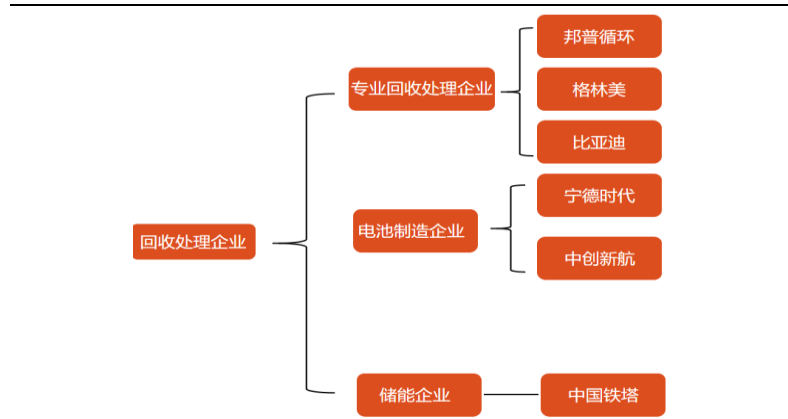 回收处理企业
专业回收处理企业
邦普循环
格林美
比亚迪
电池制造企业
宁德时代
中创新航
储能企业
中国铁塔